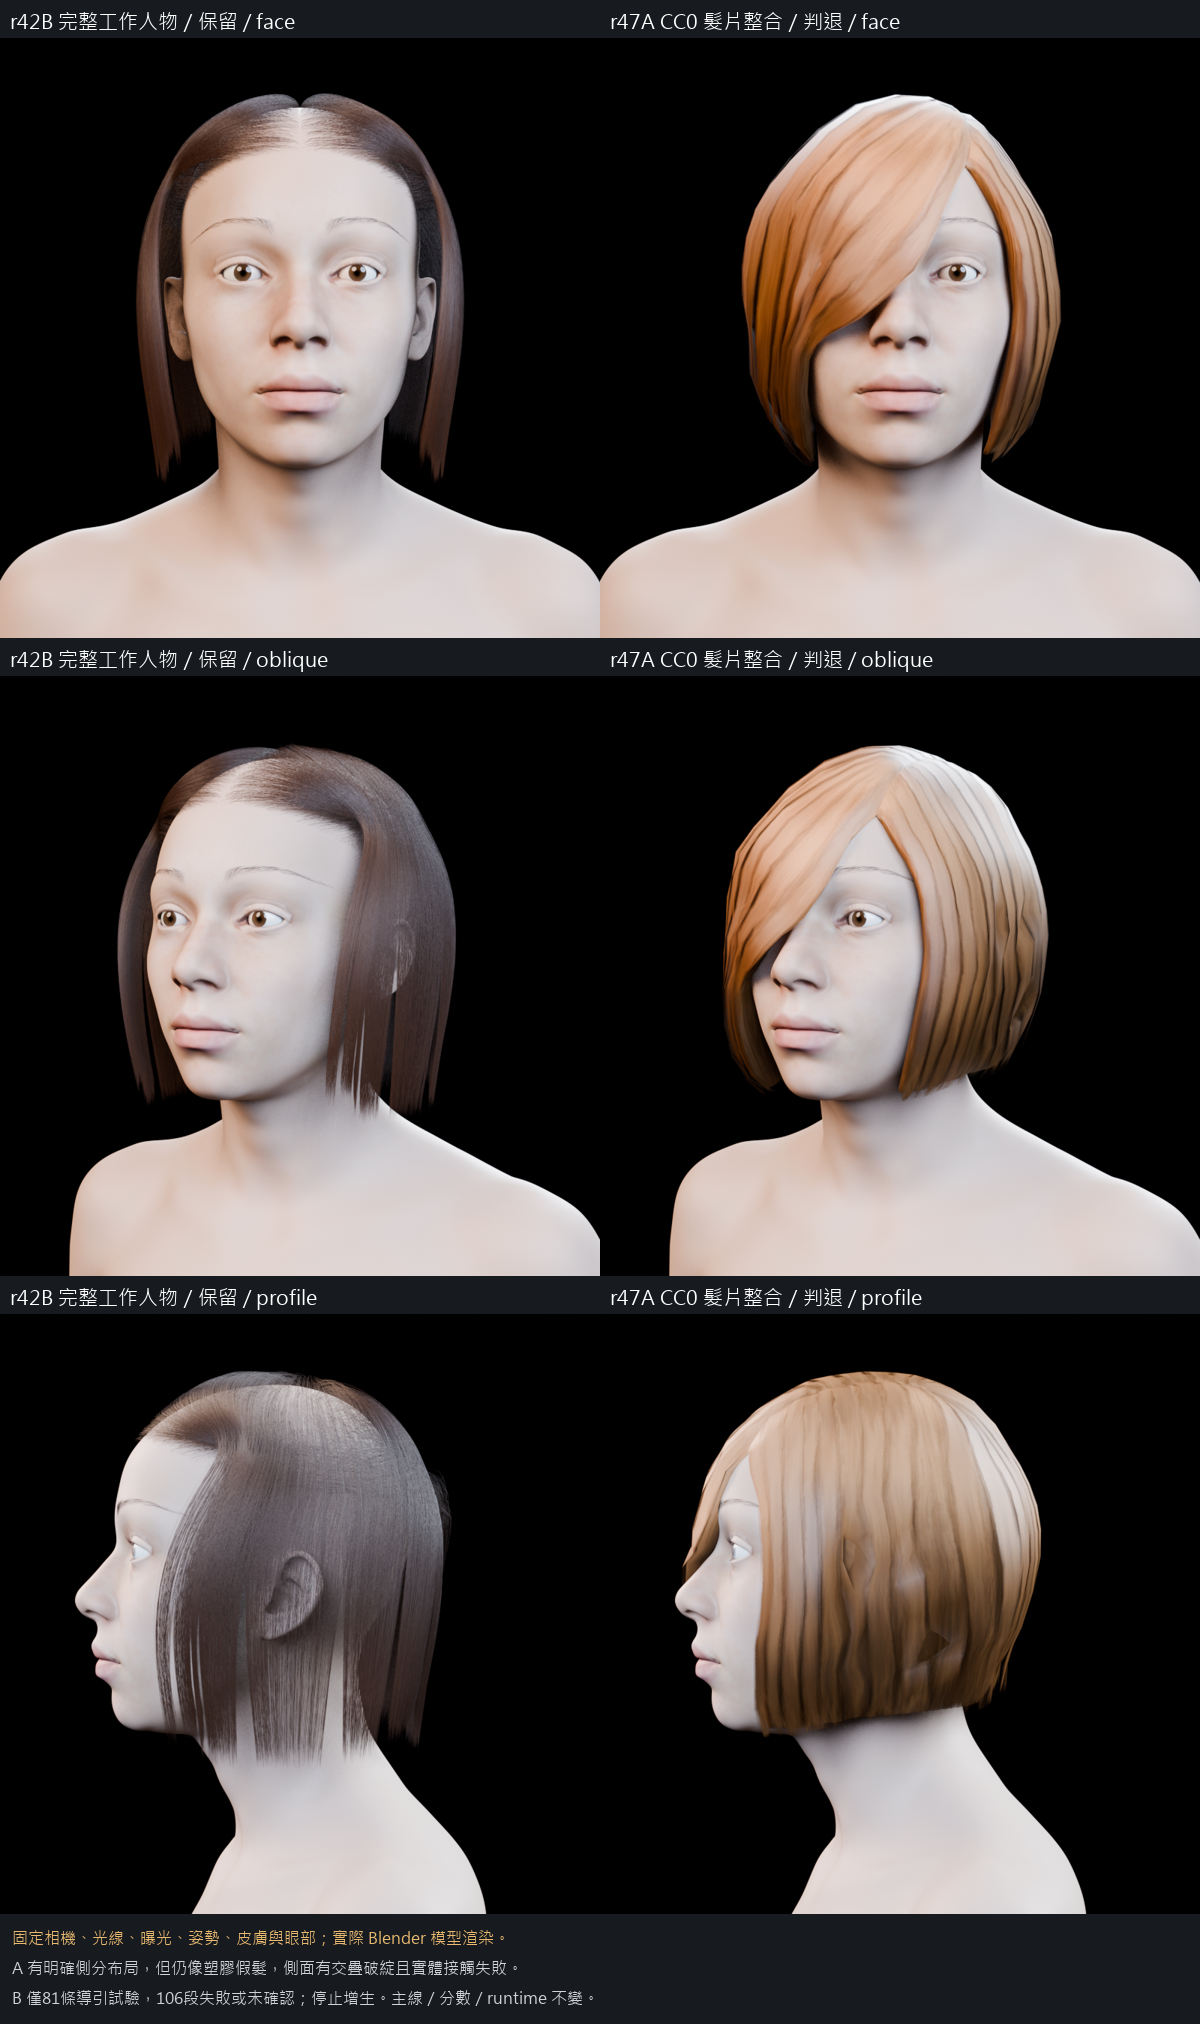 r42B 完整工作人物 / 保留 / face
r47A CC0 髮片整合 / 判退 / face
r42B 完整工作人物 / 保留 / oblique
r47A CC0 髮片整合 / 判退 / oblique
r42B 完整工作人物 / 保留 / profile
r47A CC0 髮片整合 / 判退 / profile
固定相機、光線、曝光、姿勢、皮膚與眼部；實際 Blender 模型渲染。
A 有明確側分布局，但仍像塑膠假髮，側面有交疊破綻且實體接觸失敗。
B 僅81條導引試驗，106段失敗或未確認；停止增生。主線 / 分數 / runtime 不變。